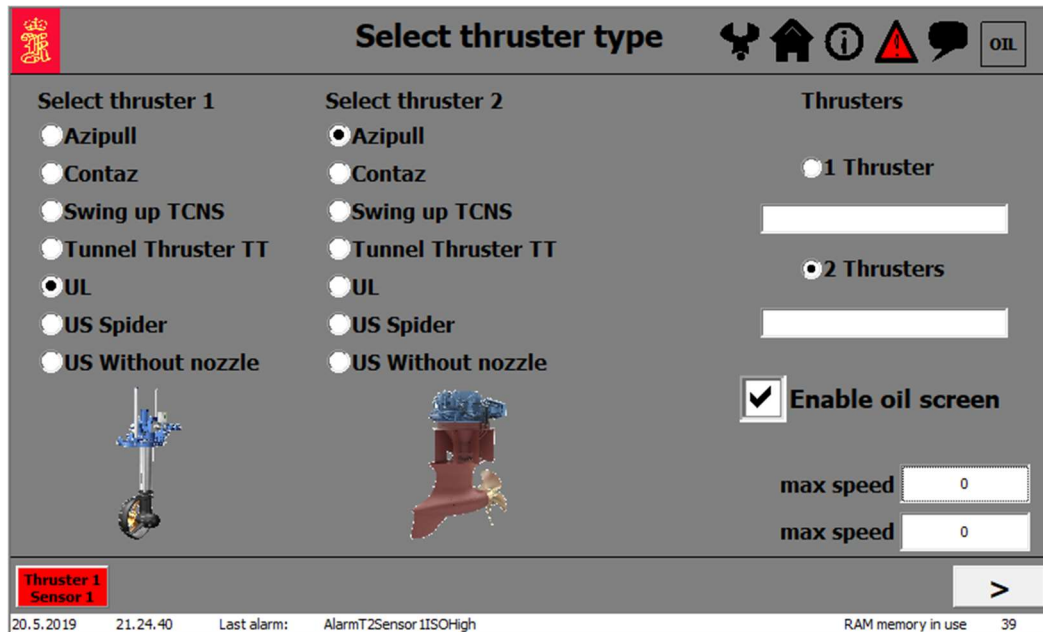 Select thruster type
OIL
Select thruster 1
Azipull
Contaz
Swing up TCNS
Tunnel Thruster TT
UL
US Spider
US Without nozzle
Select thruster 2
Azipull
Contaz
Swing up TCNS
Tunnel Thruster TT
UL
US Spider
US Without nozzle
Thrusters
1 Thruster
2 Thrusters
Enable oil screen
max speed 0
max speed 0
Thruster 1
Sensor 1
>
20.5.2019 21.24.40 Last alarm: AlarmT2Sensor1ISOHigh RAM memory in use 39